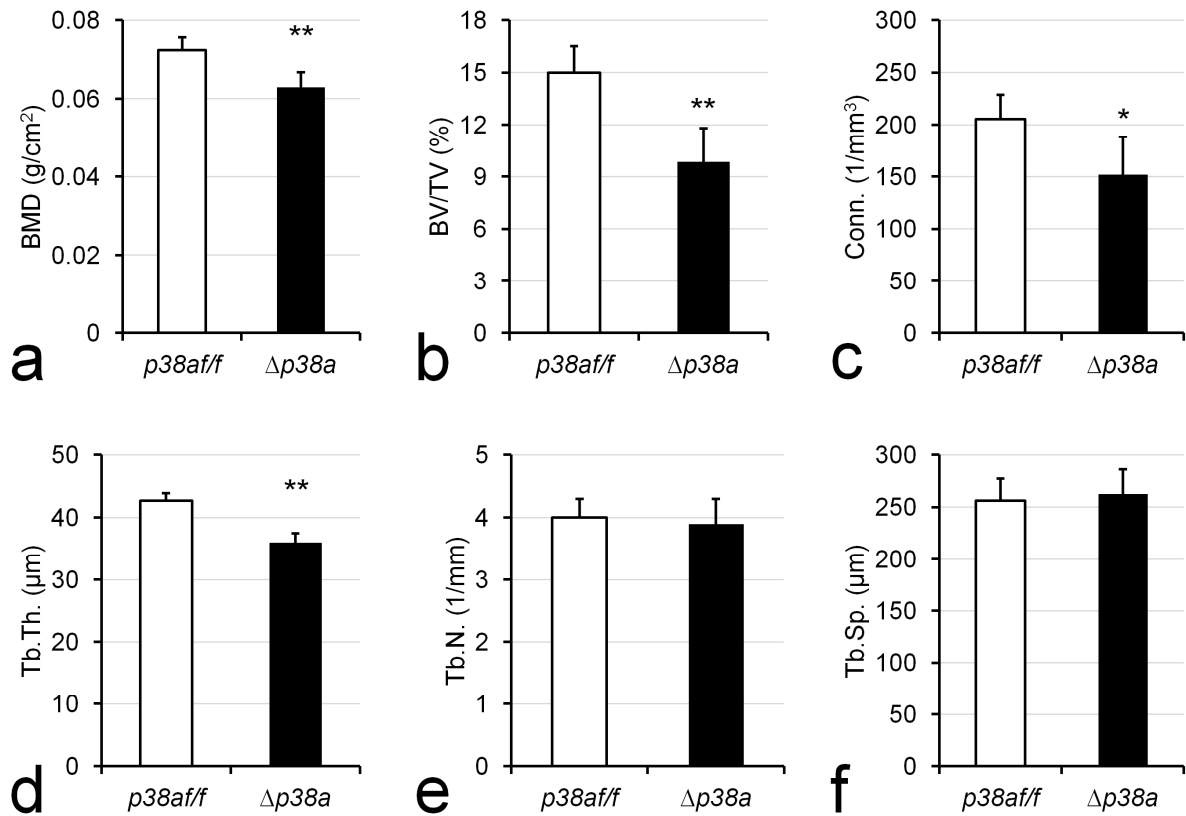 BMD (g/cm²)
0.08
0.06
0.04
0.02
0
**
p38af/f
Δp38a
a
BV/TV (%)
18
15
12
9
6
3
0
**
p38af/f
Δp38a
b
Conn. (1/mm³)
300
250
200
150
100
50
0
*
p38af/f
Δp38a
c
Tb.Th. (µm)
50
40
30
20
10
0
**
p38af/f
Δp38a
d
Tb.N. (1/mm)
5
4
3
2
1
0
p38af/f
Δp38a
e
Tb.Sp. (µm)
300
250
300
250
150
100
50
0
p38af/f
Δp38a
f